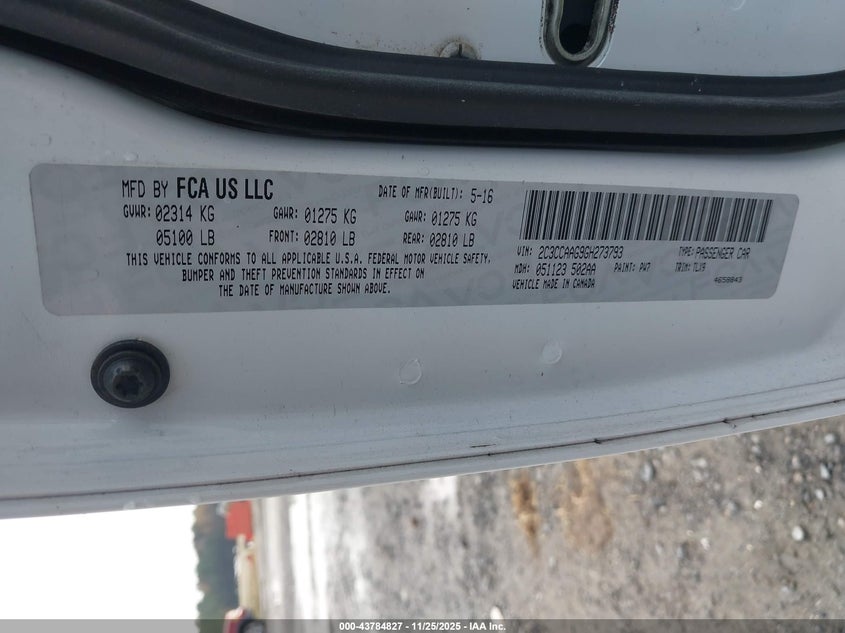 MFD BY FCA US LLC DATE OF MFR(BUILT): 5-16
GVWR: 02314 KG GAWR: 01275 KG GAWR: 01275 KG
05100 LB FRONT: 02810 LB REAR: 02810 LB
THIS VEHICLE CONFORMS TO ALL APPLICABLE U.S.A. FEDERAL MOTOR VEHICLE SAFETY,
BUMPER AND THEFT PREVENTION STANDARDS IN EFFECT ON
THE DATE OF MANUFACTURE SHOWN ABOVE.
VIN: 2C3CCAAG9GH273793 TYPE: PASSENGER CAR
MDH: 051123 502AA PAINT: PW7 TRIM: TLX9
VEHICLE MADE IN CANADA 4658843
000-43784827 - 11/25/2025 - IAA Inc.